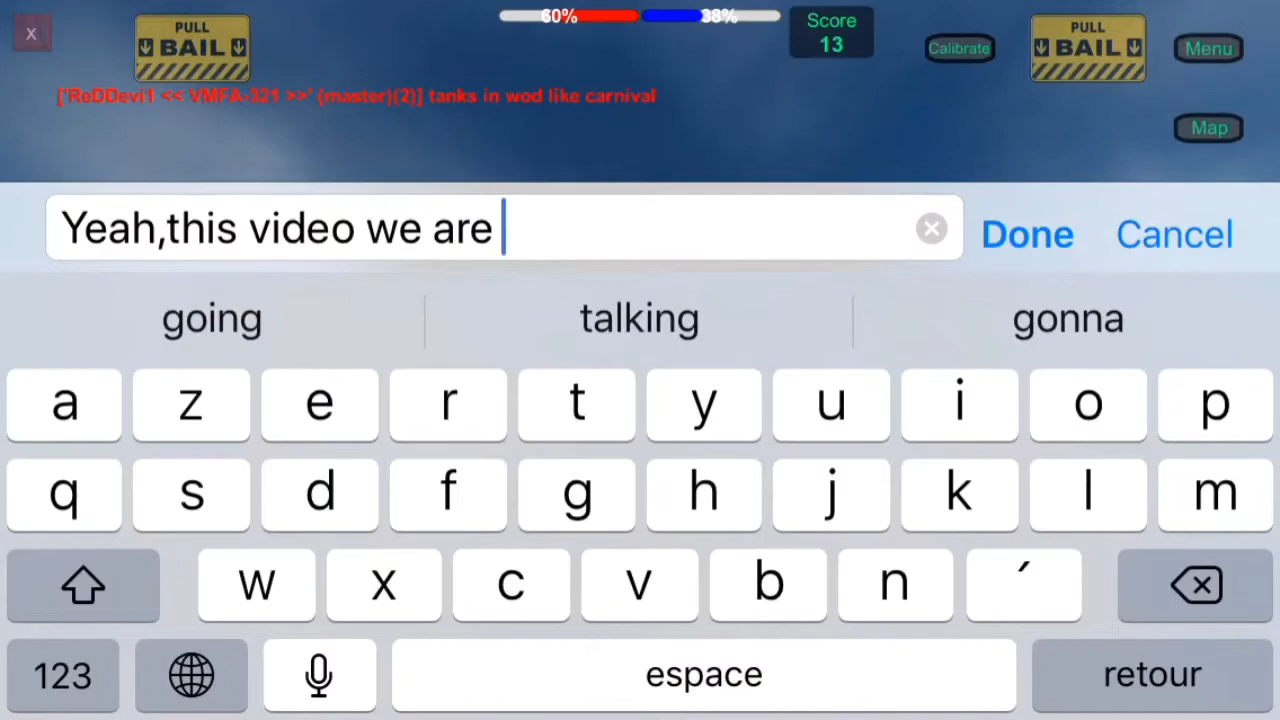 X
PULL
BAIL
60%
38%
Score
13
Calibrate
PULL
BAIL
Menu
['ReDDevi1 << VMFA-321 >>' (master)(2)] tanks in wod like carnival
Map
Yeah,this video we are
Done
Cancel
going
talking
gonna
a z e r t y u i o p
q s d f g h j k l m
w x c v b n ´
123
espace
retour